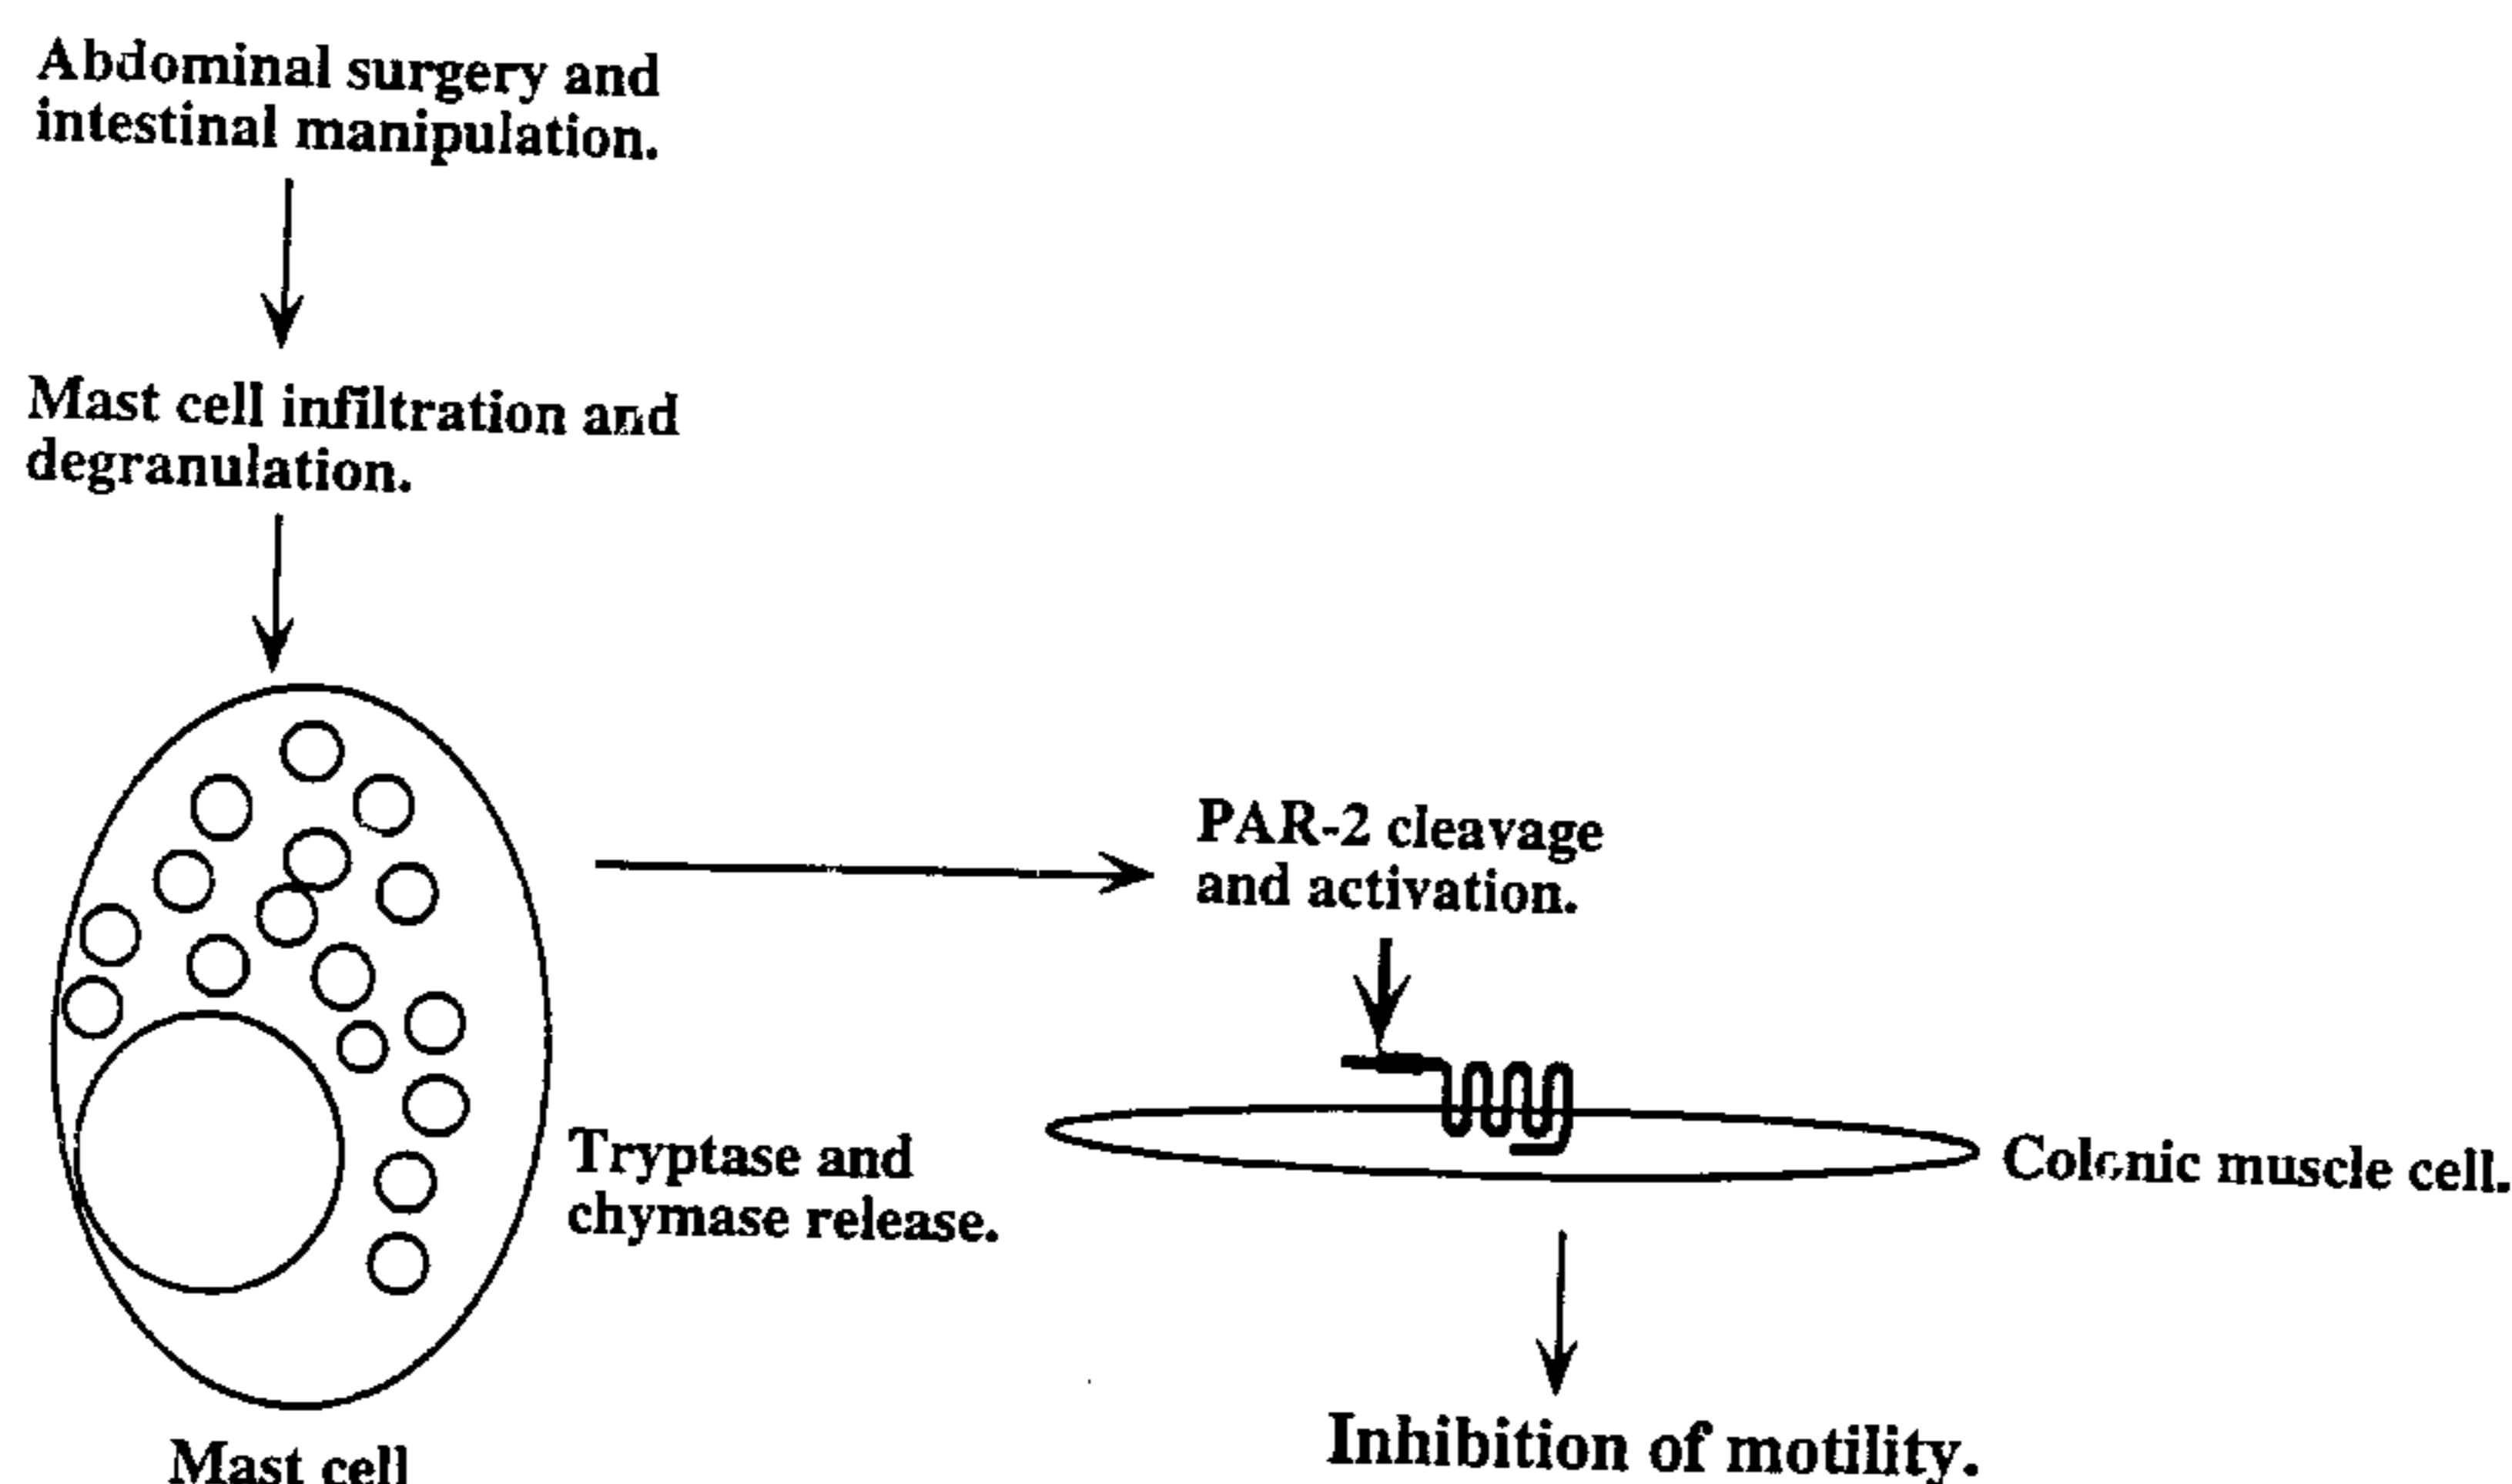 Abdominal surgery and
intestinal manipulation.
Mast cell infiltration and
degranulation.
PAR-2 cleavage
and activation.
Tryptase and
chymase release.
Colonic muscle cell.
Inhibition of motility.
Mast cell